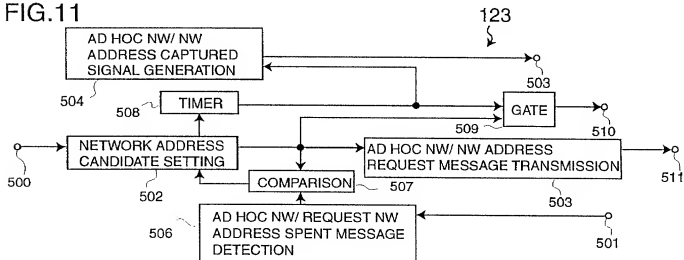 FIG.11
123
AD HOC NW/ NW
ADDRESS CAPTURED
SIGNAL GENERATION
504
503
508
TIMER
GATE
509
510
NETWORK ADDRESS
CANDIDATE SETTING
500
502
AD HOC NW/ NW ADDRESS
REQUEST MESSAGE TRANSMISSION
503
511
COMPARISON
507
506
AD HOC NW/ REQUEST NW
ADDRESS SPENT MESSAGE
DETECTION
501